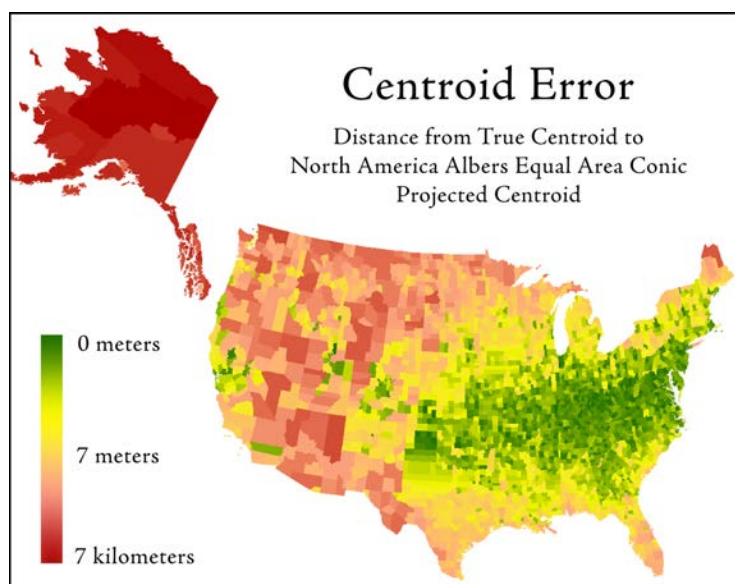 Centroid Error
Distance from True Centroid to
North America Albers Equal Area Conic
Projected Centroid
0 meters
7 meters
7 kilometers